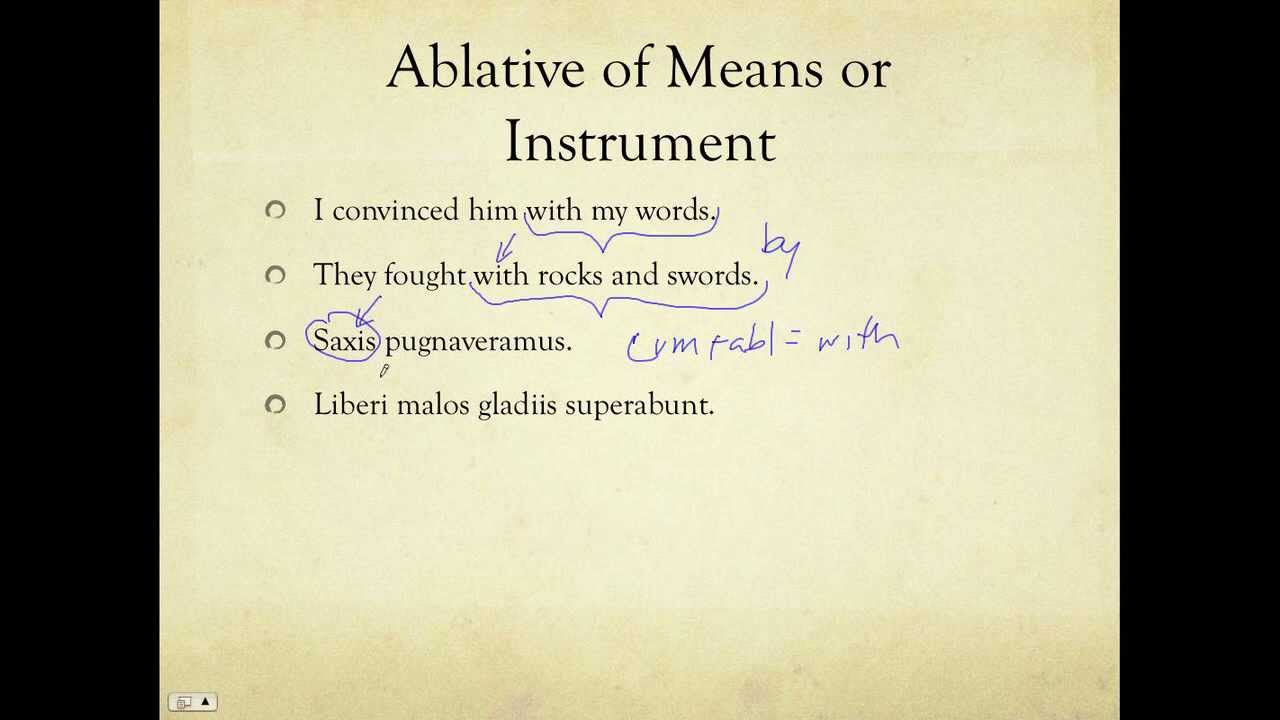 Ablative of Means or
Instrument
I convinced him with my words.
by
They fought with rocks and swords.
Saxis pugnaveramus. cum + abl = with
Liberi malos gladiis superabunt.